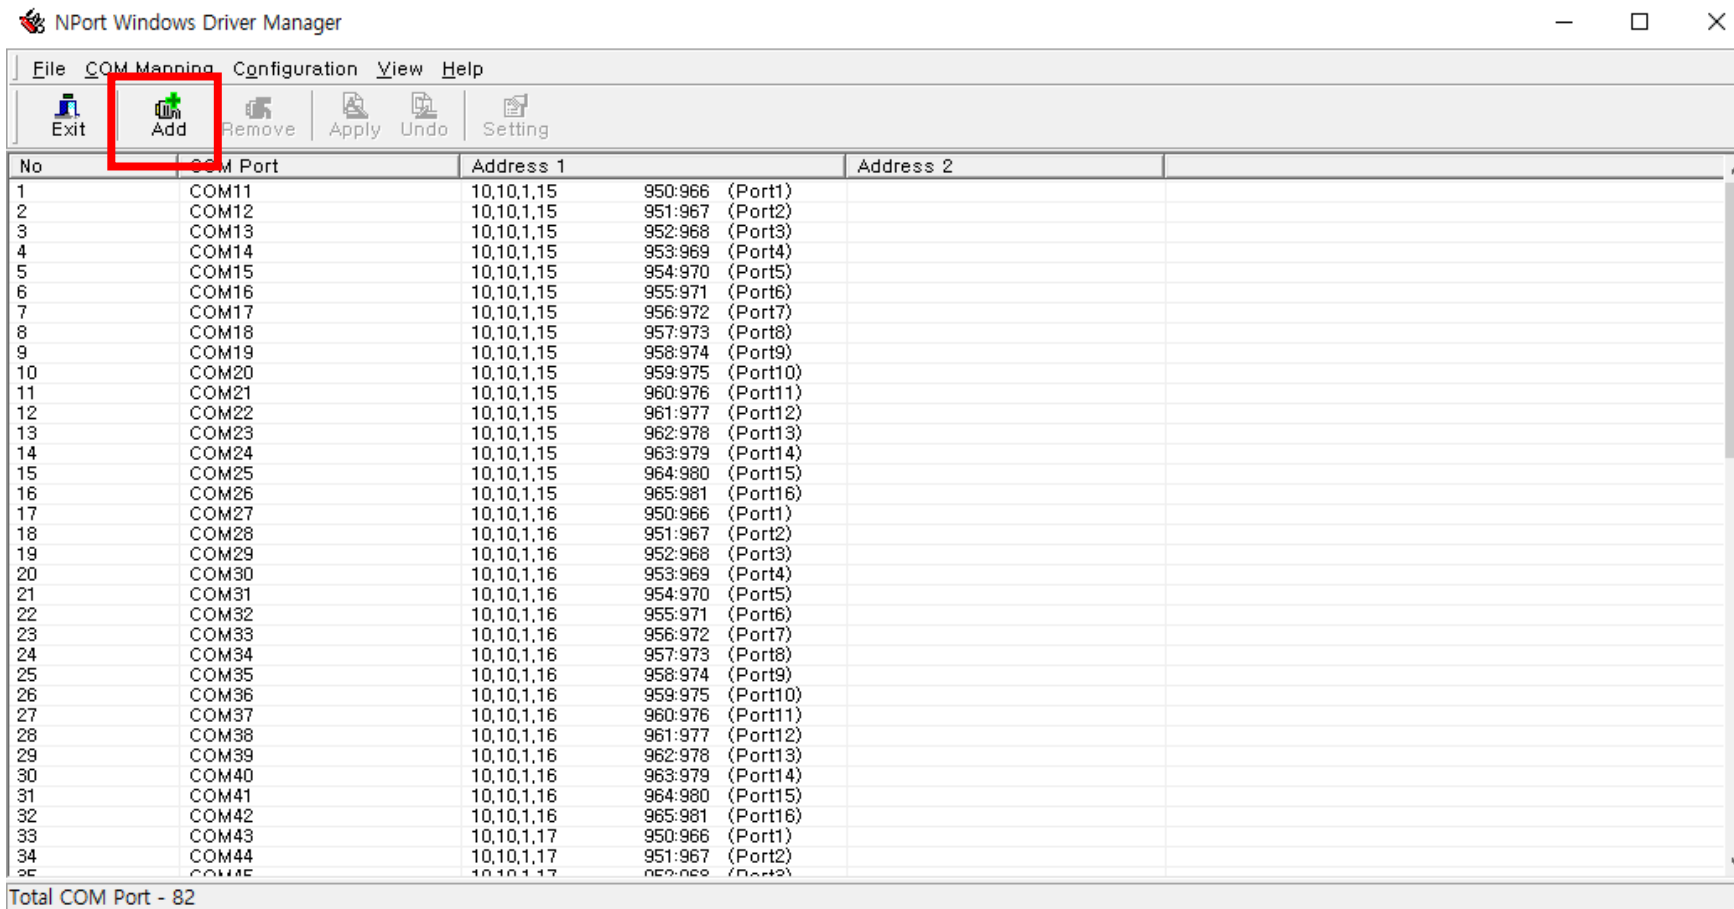 NPort Windows Driver Manager
File COM Mapping Configuration View Help
Exit Add Remove Apply Undo Setting
No COM Port Address 1 Address 2
1 COM11 10,10,1,15 950:966 (Port1)
2 COM12 10,10,1,15 951:967 (Port2)
3 COM13 10,10,1,15 952:968 (Port3)
4 COM14 10,10,1,15 953:969 (Port4)
5 COM15 10,10,1,15 954:970 (Port5)
6 COM16 10,10,1,15 955:971 (Port6)
7 COM17 10,10,1,15 956:972 (Port7)
8 COM18 10,10,1,15 957:973 (Port8)
9 COM19 10,10,1,15 958:974 (Port9)
10 COM20 10,10,1,15 959:975 (Port10)
11 COM21 10,10,1,15 960:976 (Port11)
12 COM22 10,10,1,15 961:977 (Port12)
13 COM23 10,10,1,15 962:978 (Port13)
14 COM24 10,10,1,15 963:979 (Port14)
15 COM25 10,10,1,15 964:980 (Port15)
16 COM26 10,10,1,15 965:981 (Port16)
17 COM27 10,10,1,16 950:966 (Port1)
18 COM28 10,10,1,16 951:967 (Port2)
19 COM29 10,10,1,16 952:968 (Port3)
20 COM30 10,10,1,16 953:969 (Port4)
21 COM31 10,10,1,16 954:970 (Port5)
22 COM32 10,10,1,16 955:971 (Port6)
23 COM33 10,10,1,16 956:972 (Port7)
24 COM34 10,10,1,16 957:973 (Port8)
25 COM35 10,10,1,16 958:974 (Port9)
26 COM36 10,10,1,16 959:975 (Port10)
27 COM37 10,10,1,16 960:976 (Port11)
28 COM38 10,10,1,16 961:977 (Port12)
29 COM39 10,10,1,16 962:978 (Port13)
30 COM40 10,10,1,16 963:979 (Port14)
31 COM41 10,10,1,16 964:980 (Port15)
32 COM42 10,10,1,16 965:981 (Port16)
33 COM43 10,10,1,17 950:966 (Port1)
34 COM44 10,10,1,17 951:967 (Port2)
35 COM45 10,10,1,17 952:968 (Port3)
Total COM Port - 82